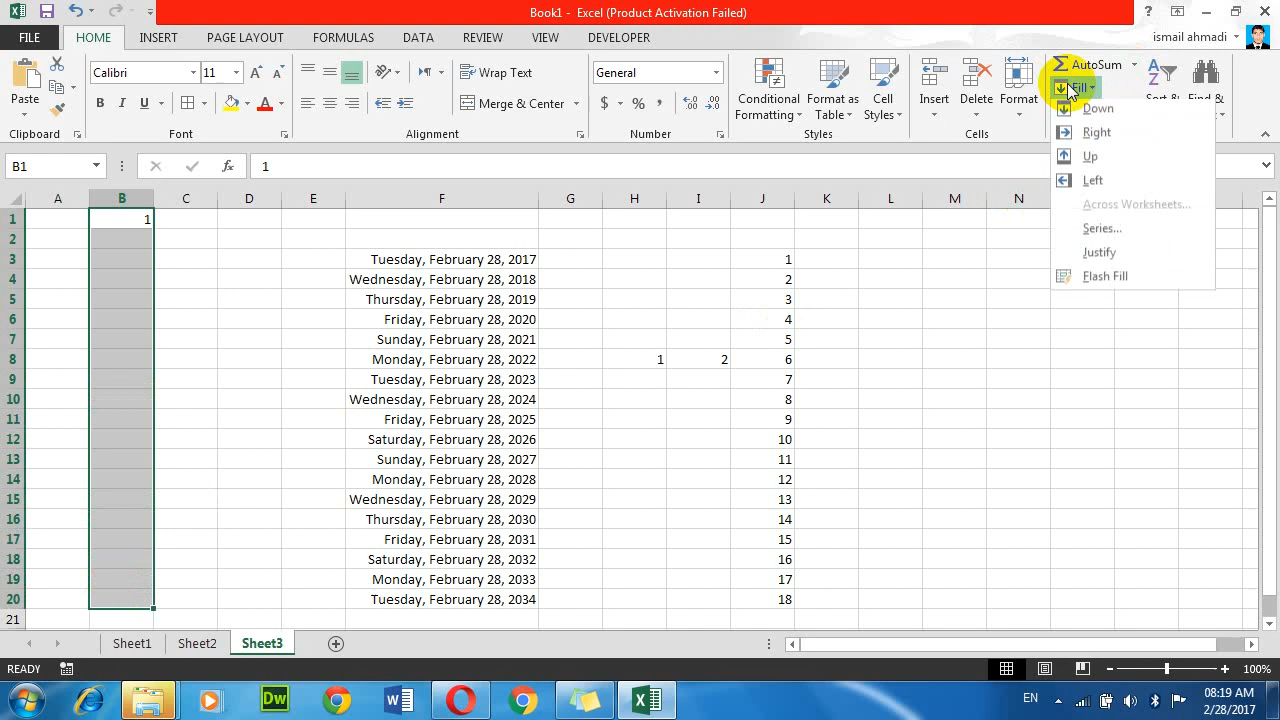 Book1 - Excel (Product Activation Failed)
FILE HOME INSERT PAGE LAYOUT FORMULAS DATA REVIEW VIEW DEVELOPER ismail ahmadi
Paste Calibri 11 Wrap Text General AutoSum
B I U Merge & Center $ % , Conditional Formatting Format as Table Cell Styles Insert Delete Format Fill Sort & Find &
Clipboard Font Alignment Number Styles Cells
Down
Right
Up
Left
Across Worksheets...
Series...
Justify
Flash Fill
B1 fx 1
A B C D E F G H I J K L M N
1 1
2
3 Tuesday, February 28, 2017 1
4 Wednesday, February 28, 2018 2
5 Thursday, February 28, 2019 3
6 Friday, February 28, 2020 4
7 Sunday, February 28, 2021 5
8 Monday, February 28, 2022 1 2 6
9 Tuesday, February 28, 2023 7
10 Wednesday, February 28, 2024 8
11 Friday, February 28, 2025 9
12 Saturday, February 28, 2026 10
13 Sunday, February 28, 2027 11
14 Monday, February 28, 2028 12
15 Wednesday, February 28, 2029 13
16 Thursday, February 28, 2030 14
17 Friday, February 28, 2031 15
18 Saturday, February 28, 2032 16
19 Monday, February 28, 2033 17
20 Tuesday, February 28, 2034 18
21
Sheet1 Sheet2 Sheet3
READY 100%
EN 08:19 AM
2/28/2017